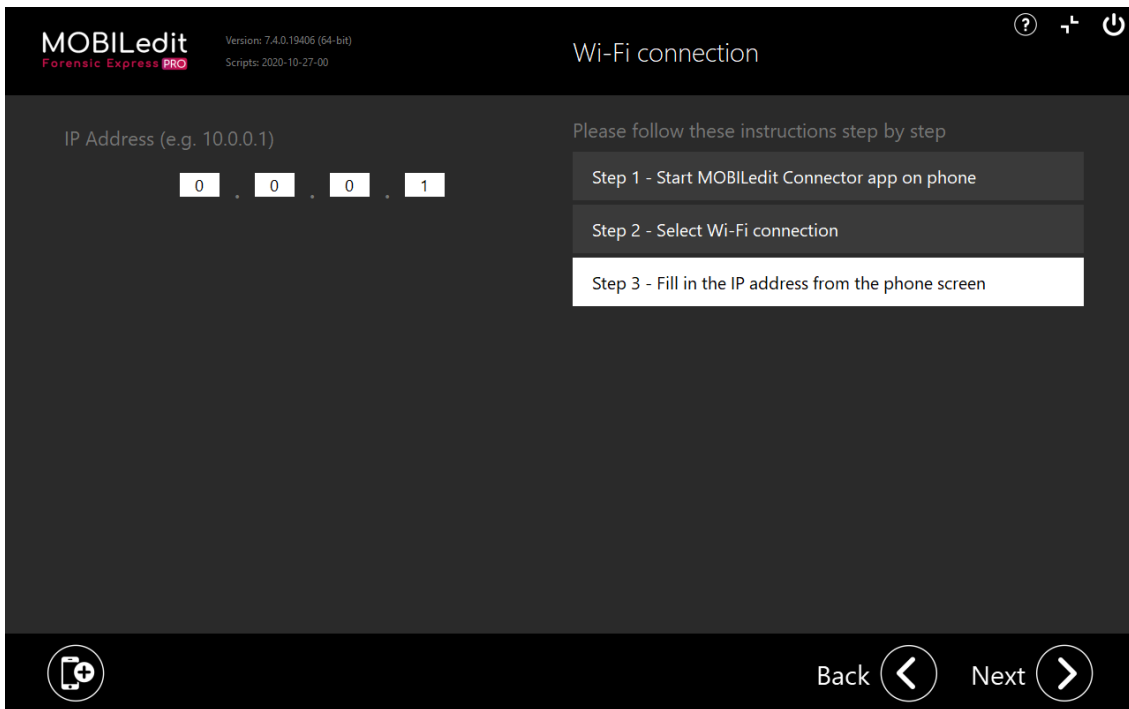 MOBILedit
Forensic Express PRO
Version: 7.4.0.19406 (64-bit)
Scripts: 2020-10-27-00
Wi-Fi connection
?
IP Address (e.g. 10.0.0.1)
0 . 0 . 0 . 1
Please follow these instructions step by step
Step 1 - Start MOBILedit Connector app on phone
Step 2 - Select Wi-Fi connection
Step 3 - Fill in the IP address from the phone screen
Back
Next